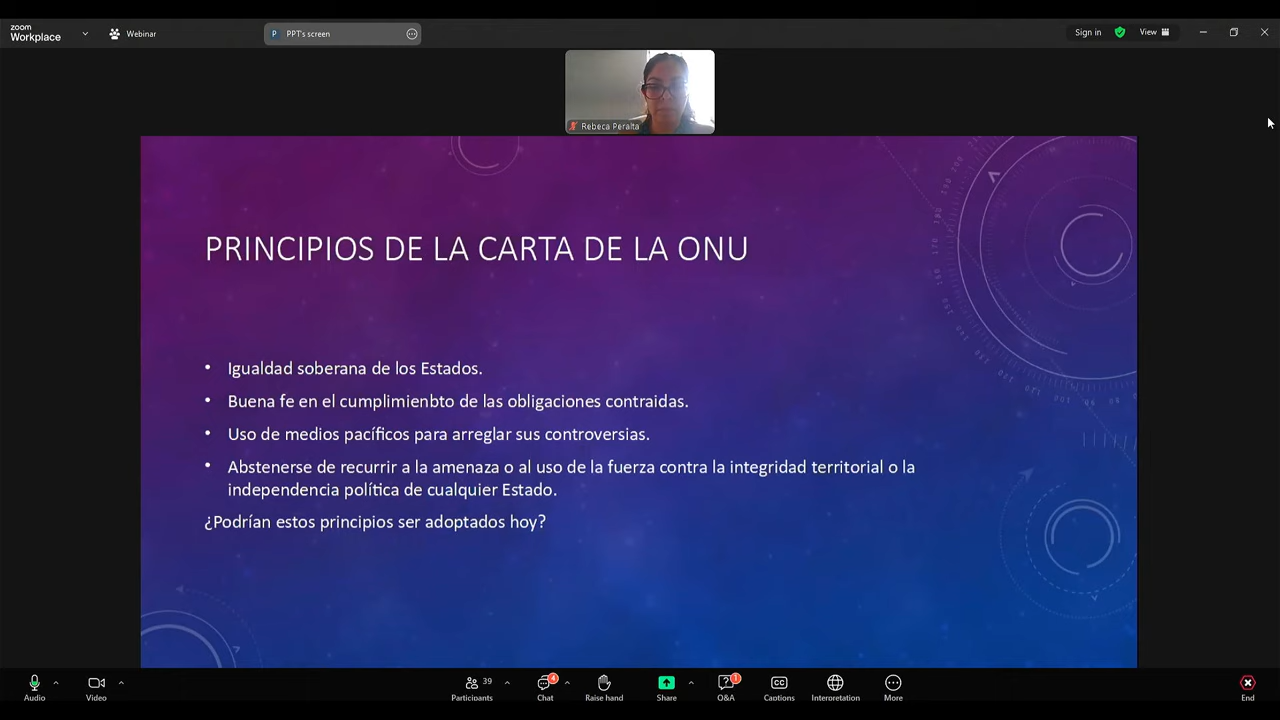 zoom
Workplace
Webinar
P PPT's screen
Sign in
View
Rebeca Peralta
PRINCIPIOS DE LA CARTA DE LA ONU
• Igualdad soberana de los Estados.
• Buena fe en el cumplimienbto de las obligaciones contraidas.
• Uso de medios pacíficos para arreglar sus controversias.
• Abstenerse de recurrir a la amenaza o al uso de la fuerza contra la integridad territorial o la
independencia política de cualquier Estado.
¿Podrían estos principios ser adoptados hoy?
Audio
Video
39
Participants
4
Chat
Raise hand
Share
1
Q&A
CC
Captions
Interpretation
More
End